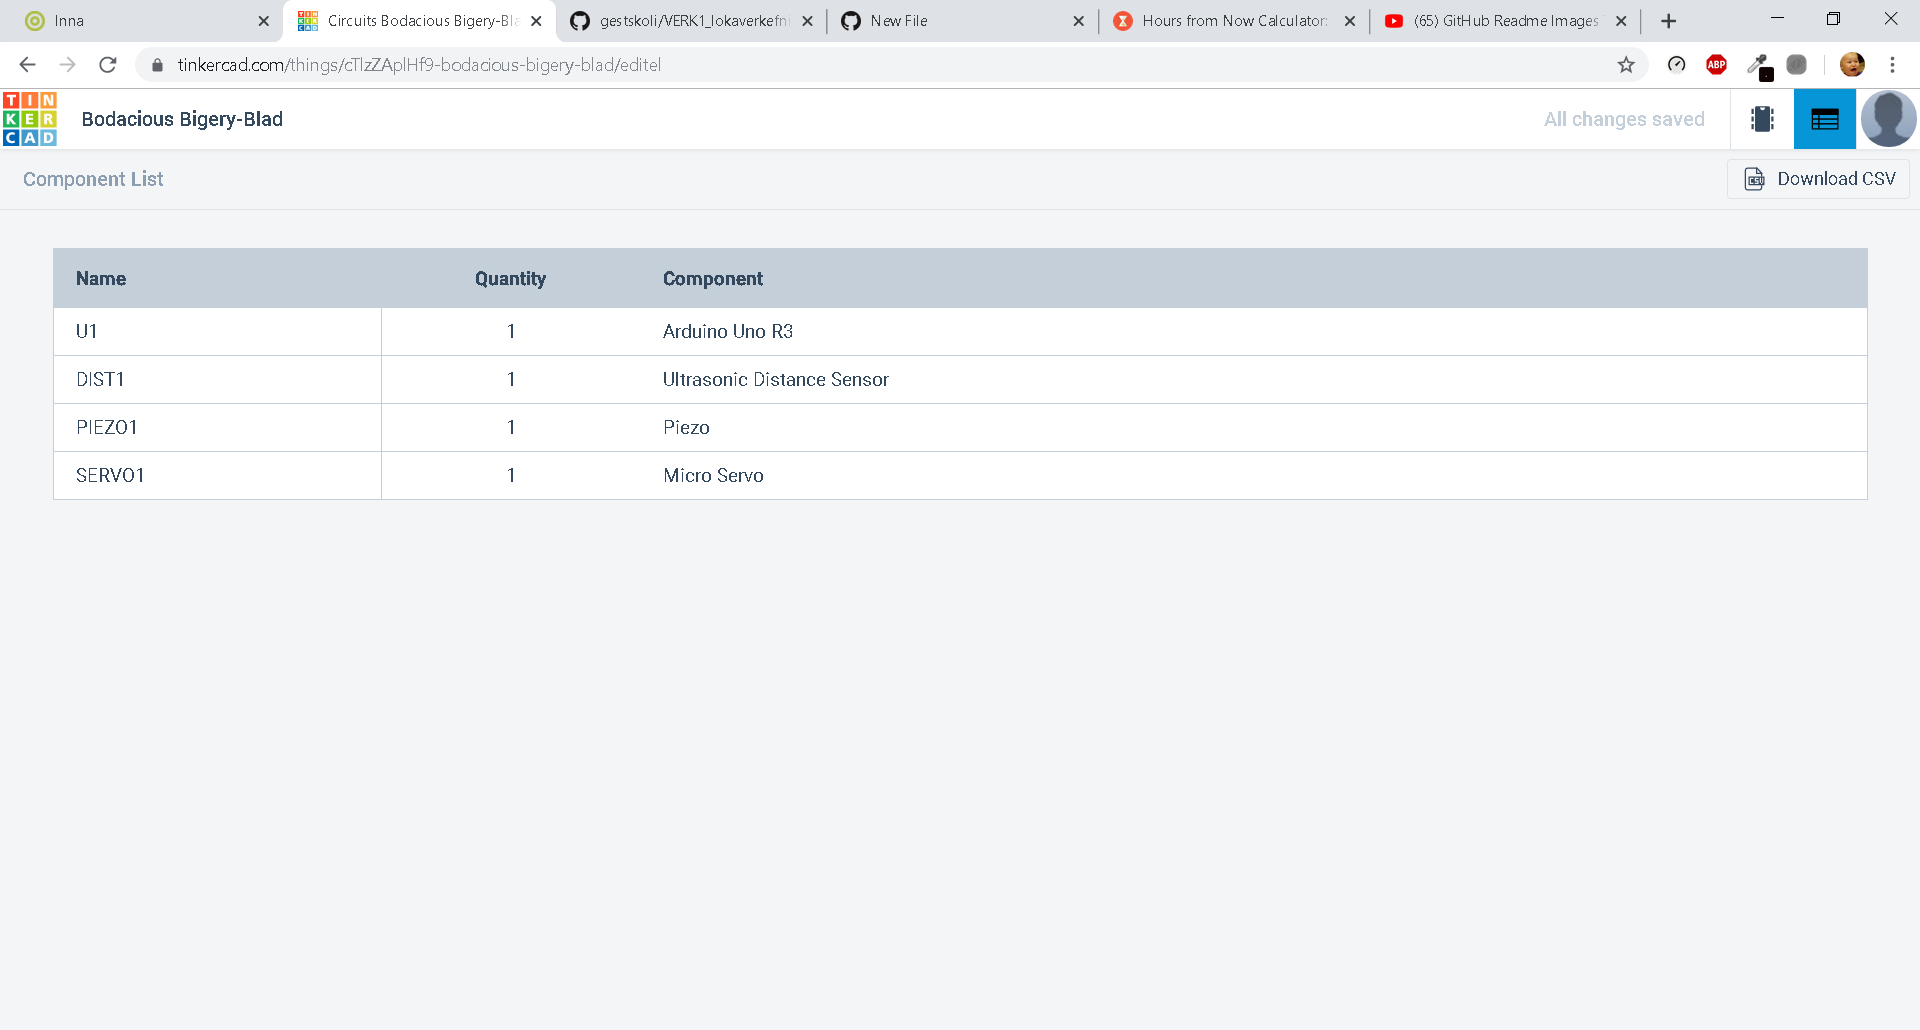 Inna
Circuits Bodacious Bigery-Bla
gestskoli/VERK1_lokaverkefni
New File
Hours from Now Calculator:
(65) GitHub Readme Images
tinkercad.com/things/cTlzZAplHf9-bodacious-bigery-blad/editel
ABP
TIN
KER
CAD
Bodacious Bigery-Blad
All changes saved
Component List
CSV
Download CSV
Name Quantity Component
U1 1 Arduino Uno R3
DIST1 1 Ultrasonic Distance Sensor
PIEZO1 1 Piezo
SERVO1 1 Micro Servo